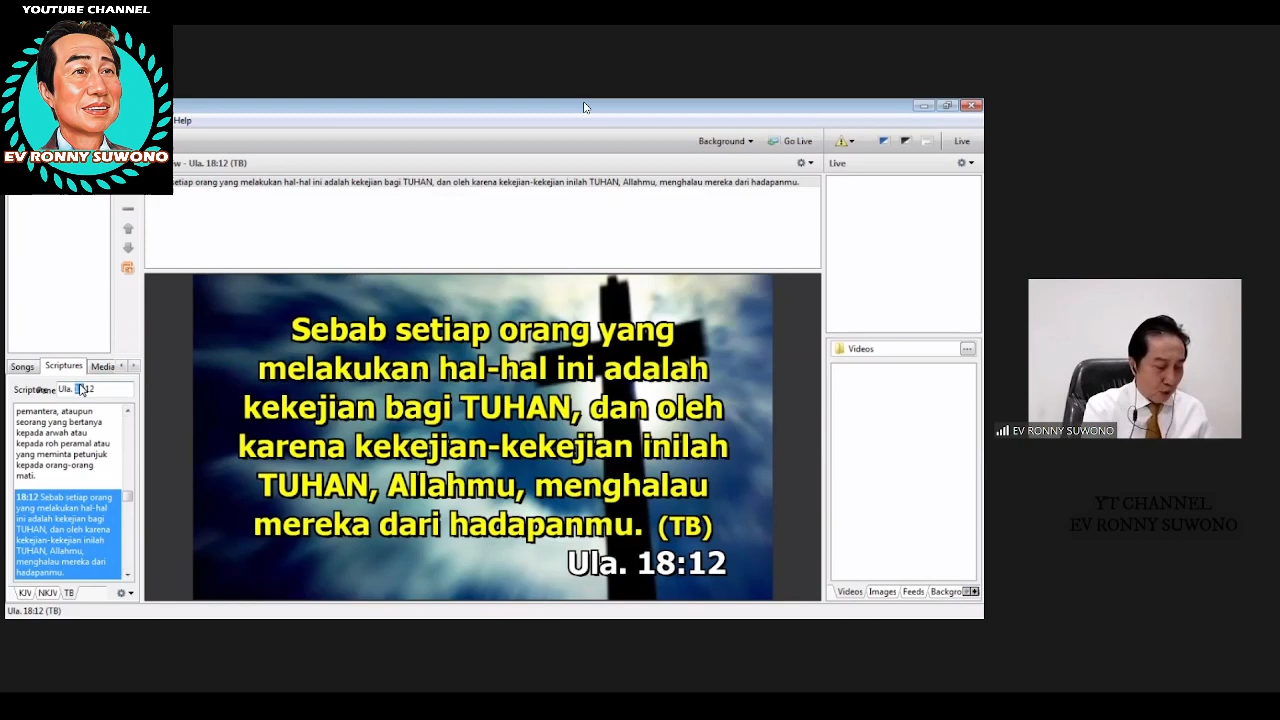 YOUTUBE CHANNEL
EV RONNY SUWONO
Help
Background
Go Live
Live
w - Ula. 18:12 (TB)
Live
setiap orang yang melakukan hal-hal ini adalah kekejian bagi TUHAN, dan oleh karena kekejian-kekejian inilah TUHAN, Allahmu, menghalau mereka dari hadapanmu.
Sebab setiap orang yang
melakukan hal-hal ini adalah
kekejian bagi TUHAN, dan oleh
karena kekejian-kekejian inilah
TUHAN, Allahmu, menghalau
mereka dari hadapanmu. (TB)
Ula. 18:12
Songs
Scriptures
Media
Ula.
12
pemantera, ataupun
seorang yang bertanya
kepada arwah atau
kepada roh peramal atau
yang meminta petunjuk
kepada orang-orang
mati.
18:12 Sebab setiap orang
yang melakukan hal-hal
ini adalah kekejian bagi
TUHAN, dan oleh karena
kekejian-kekejian inilah
TUHAN, Allahmu,
menghalau mereka dari
hadapanmu.
KJV
NKJV
TB
Ula. 18:12 (TB)
Videos
Videos
Images
Feeds
Backgro
EV RONNY SUWONO
YT CHANNEL
EV RONNY SUWONO